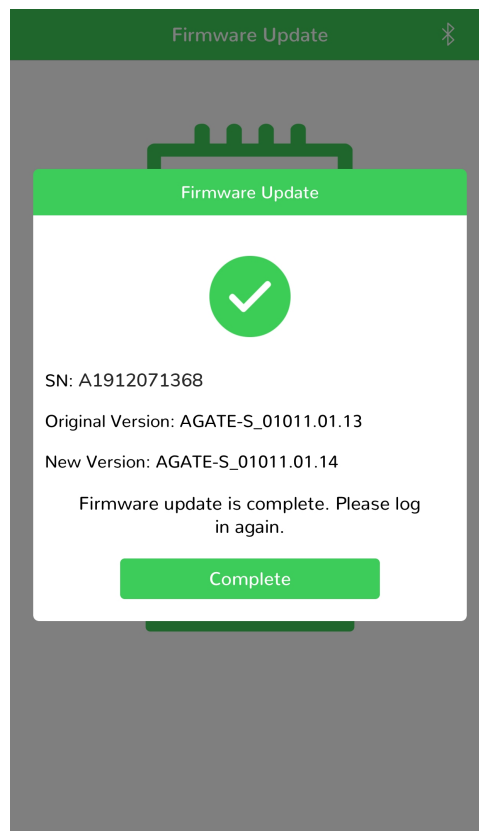 Firmware Update
Firmware Update
SN: A1912071368
Original Version: AGATE-S_01011.01.13
New Version: AGATE-S_01011.01.14
Firmware update is complete. Please log
in again.
Complete